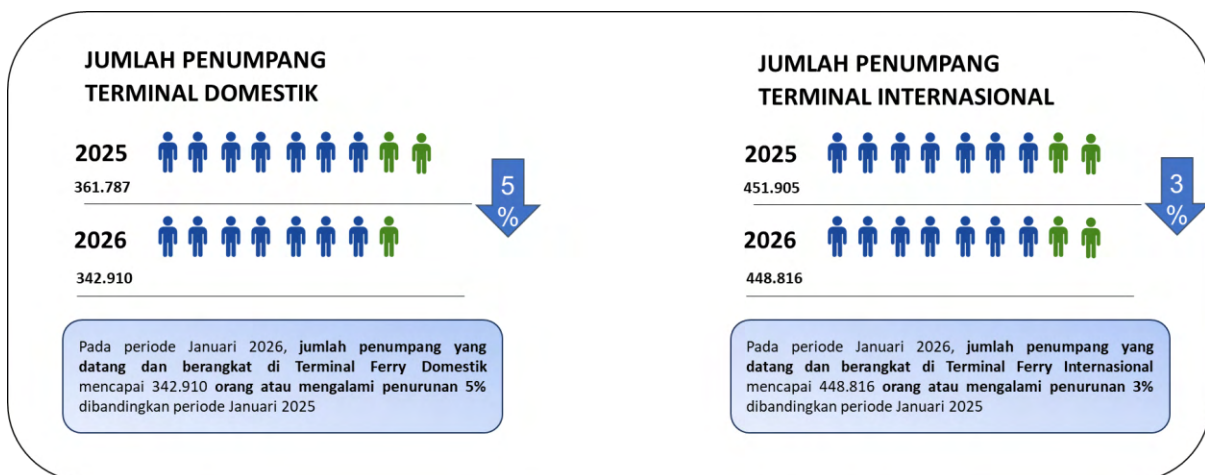 JUMLAH PENUMPANG
TERMINAL DOMESTIK
2025
361.787
2026
342.910
5
%
Pada periode Januari 2026, jumlah penumpang yang
datang dan berangkat di Terminal Ferry Domestik
mencapai 342.910 orang atau mengalami penurunan 5%
dibandingkan periode Januari 2025
JUMLAH PENUMPANG
TERMINAL INTERNASIONAL
2025
451.905
2026
448.816
3
%
Pada periode Januari 2026, jumlah penumpang yang
datang dan berangkat di Terminal Ferry Internasional
mencapai 448.816 orang atau mengalami penurunan 3%
dibandingkan periode Januari 2025